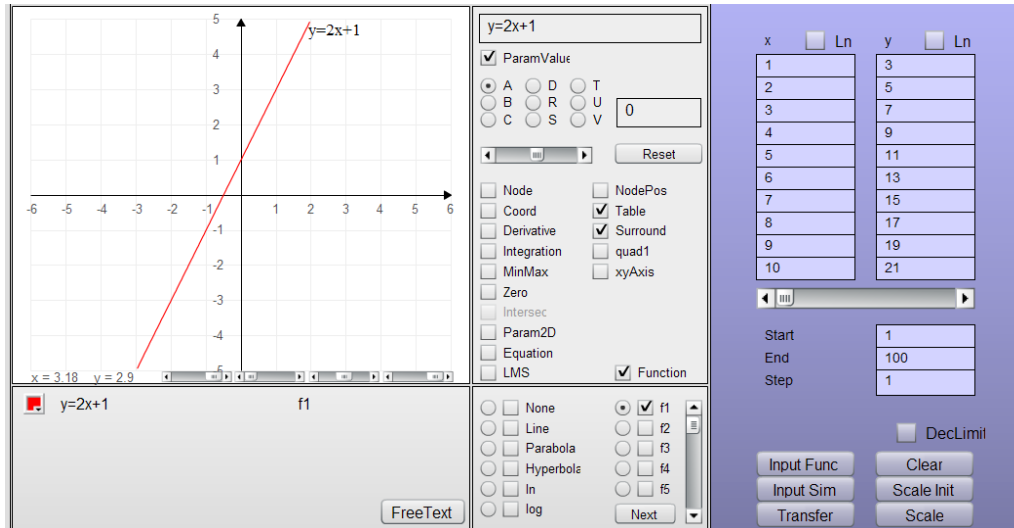 5
y=2x+1
4
3
2
1
-6 -5 -4 -3 -2 -1 1 2 3 4 5 6
-1
-2
-3
-4
-5
x = 3.18 y = 2.9
y=2x+1 f1
FreeText
y=2x+1
ParamValue
A D T
B R U
C S V
0
Reset
Node NodePos
Coord Table
Derivative Surround
Integration quad1
MinMax xyAxis
Zero
Intersec
Param2D
Equation
LMS Function
None f1
Line f2
Parabola f3
Hyperbola f4
ln f5
log Next
x Ln y Ln
1 3
2 5
3 7
4 9
5 11
6 13
7 15
8 17
9 19
10 21
Start 1
End 100
Step 1
DecLimit
Input Func Clear
Input Sim Scale Init
Transfer Scale